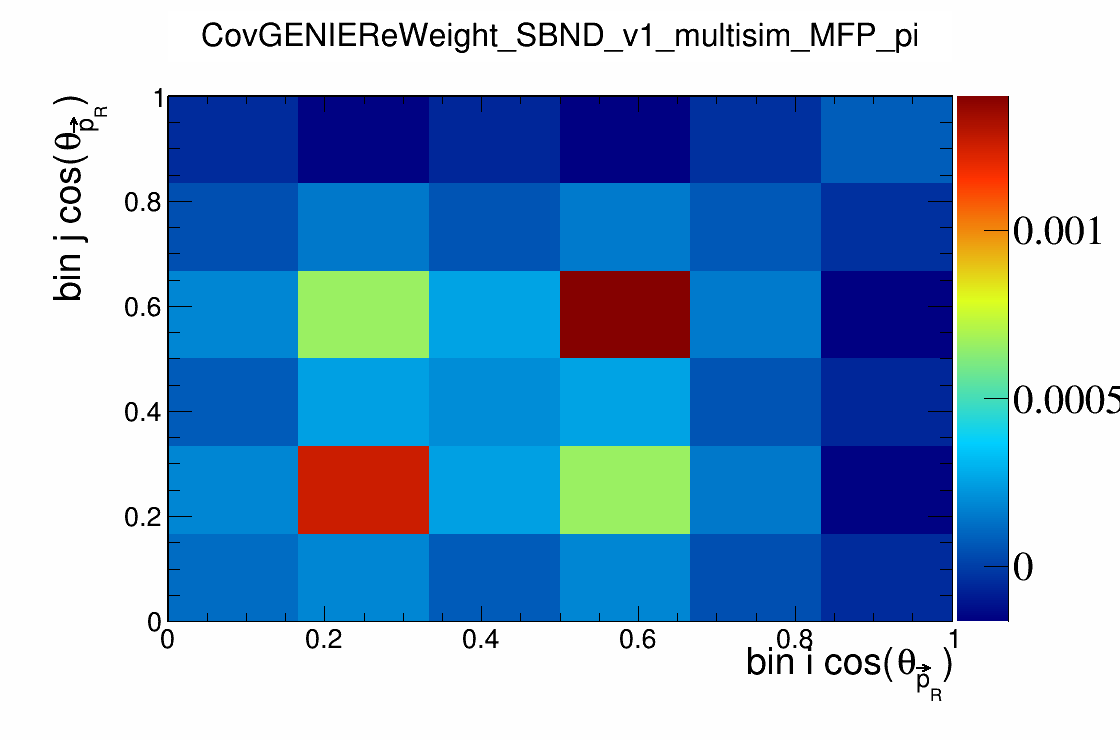 CovGENIEReWeight_SBND_v1_multisim_MFP_pi
bin j cos(θp⃗R)
1
0.8
0.6
0.4
0.2
0
0 0.2 0.4 0.6 0.8 1
bin i cos(θp⃗R)
0.001
0.0005
0